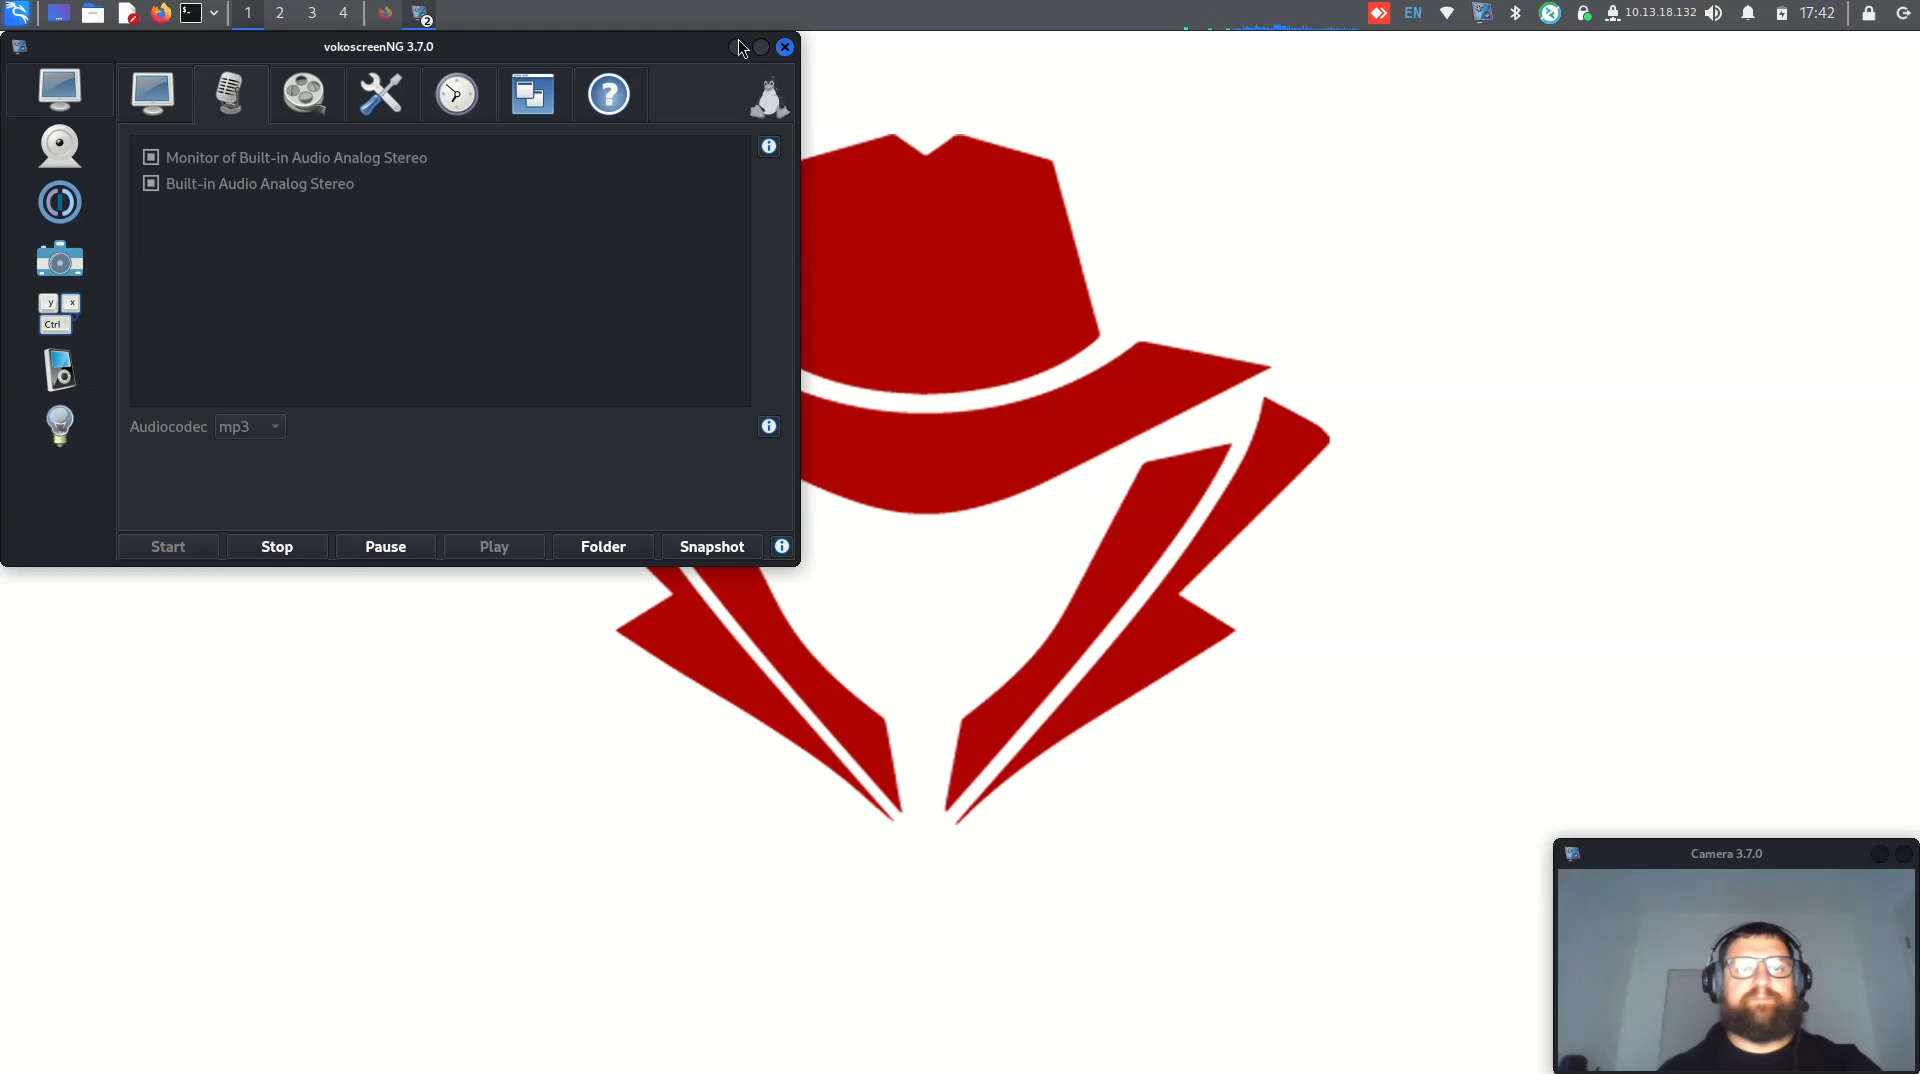 1 2 3 4
2
EN
10.13.18.132
17:42
vokoscreenNG 3.7.0
Monitor of Built-in Audio Analog Stereo
Built-in Audio Analog Stereo
y x
Ctrl
Audiocodec mp3
Start Stop Pause Play Folder Snapshot
Camera 3.7.0